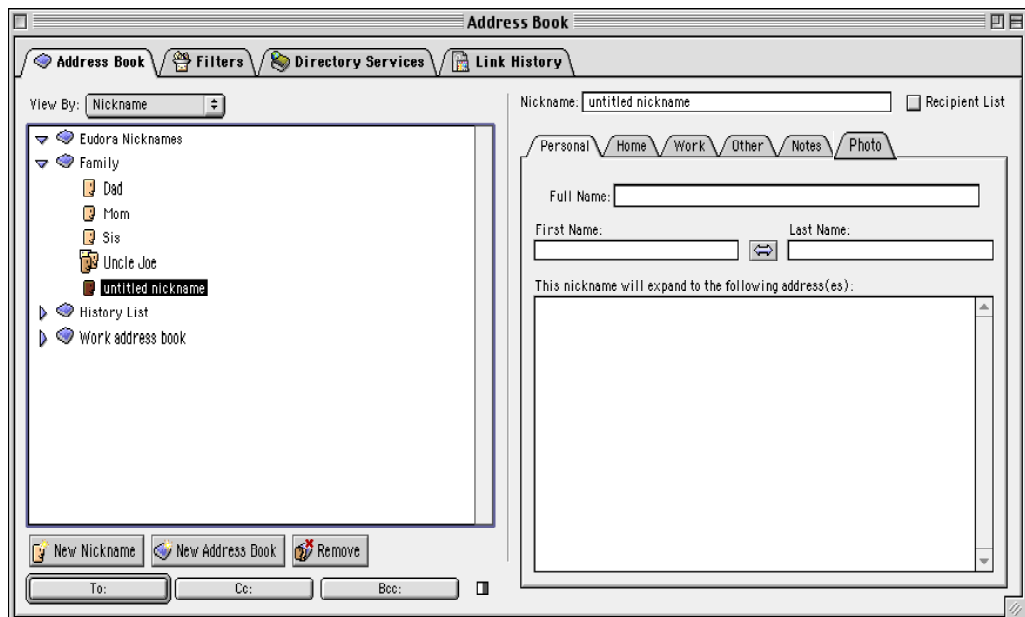 Address Book
Address Book Filters Directory Services Link History
View By: Nickname
Eudora Nicknames
Family
Dad
Mom
Sis
Uncle Joe
untitled nickname
History List
Work address book
New Nickname New Address Book Remove
To: Cc: Bcc:
Nickname: untitled nickname Recipient List
Personal Home Work Other Notes Photo
Full Name:
First Name: Last Name:
This nickname will expand to the following address(es):